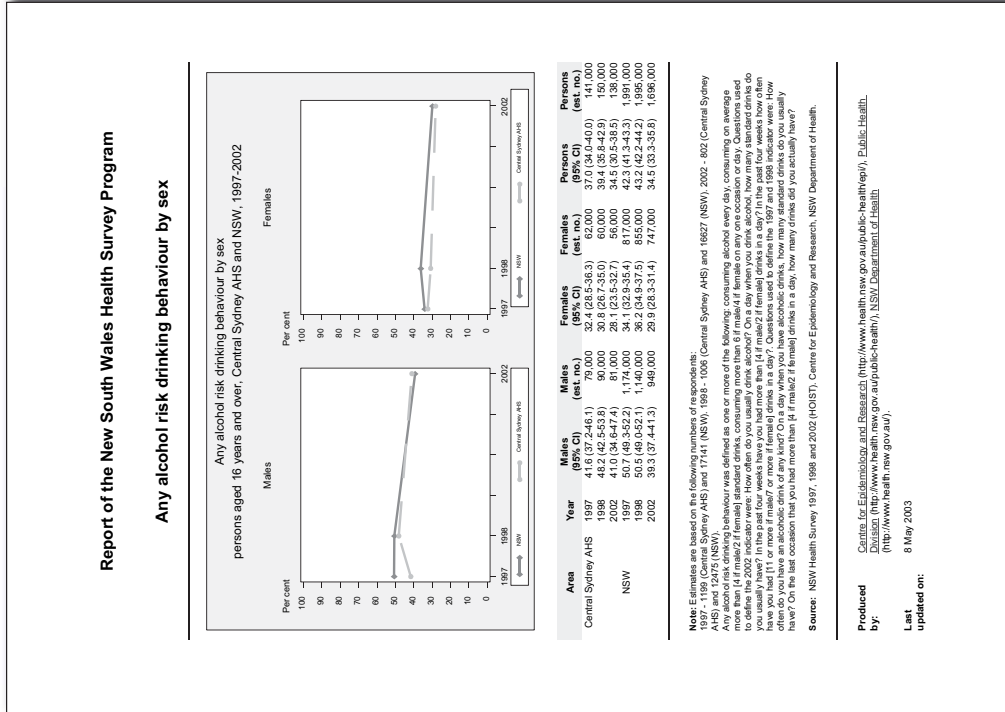 Report of the New South Wales Health Survey Program
Any alcohol risk drinking behaviour by sex
Any alcohol risk drinking behaviour by sex
persons aged 16 years and over, Central Sydney AHS and NSW, 1997-2002
Males
Per cent
100
90
80
70
60
50
40
30
20
10
0
1997 1998 2002
NSW Central Sydney AHS
Females
Per cent
100
90
80
70
60
50
40
30
20
10
0
1997 1998 2002
NSW Central Sydney AHS
Area Year Males (95% CI) Males (est. no.) Females (95% CI) Females (est. no.) Persons (95% CI) Persons (est. no.)
Central Sydney AHS 1997 41.6 (37.2-46.1) 79,000 32.4 (28.5-36.3) 62,000 37.0 (34.0-40.0) 141,000
1998 48.2 (42.5-53.8) 90,000 30.8 (26.7-35.0) 60,000 39.4 (35.8-42.9) 150,000
2002 41.0 (34.6-47.4) 81,000 28.1 (23.5-32.7) 56,000 34.5 (30.5-38.5) 138,000
NSW 1997 50.7 (49.3-52.2) 1,174,000 34.1 (32.9-35.4) 817,000 42.3 (41.3-43.3) 1,991,000
1998 50.5 (49.0-52.1) 1,140,000 36.2 (34.9-37.5) 855,000 43.2 (42.2-44.2) 1,995,000
2002 39.3 (37.4-41.3) 949,000 29.9 (28.3-31.4) 747,000 34.5 (33.3-35.8) 1,696,000
Note: Estimates are based on the following numbers of respondents:
1997 - 1199 (Central Sydney AHS) and 17141 (NSW). 1998 - 1006 (Central Sydney AHS) and 16627 (NSW). 2002 - 802 (Central Sydney
AHS) and 12475 (NSW).
Any alcohol risk drinking behaviour was defined as one or more of the following: consuming alcohol every day, consuming on average
more than [4 if male/2 if female] standard drinks, consuming more than 6 if male/4 if female on any one occasion or day. Questions used
to define the 2002 indicator were: How often do you usually drink alcohol? On a day when you drink alcohol, how many standard drinks do
you usually have? In the past four weeks have you had more than [4 if males/2 if female] drinks in a day? In the past four weeks how often
have you had [11 or more if male/7 or more if female] drinks in a day?. Questions used to define the 1997 and 1998 indicator were: How
often do you have an alcoholic drink of any kind? On a day when you have alcoholic drinks, how many standard drinks do you usually
have? On the last occasion that you had more than [4 if male/2 if female] drinks in a day, how many drinks did you actually have?
Source: NSW Health Survey 1997, 1998 and 2002 (HOIST). Centre for Epidemiology and Research, NSW Department of Health.
Produced by: Centre for Epidemiology and Research (http://www.health.nsw.gov.au/public-health/epi/), Public Health
Division (http://www.health.nsw.gov.au/public-health/), NSW Department of Health
(http://www.health.nsw.gov.au/).
Last updated on: 8 May 2003